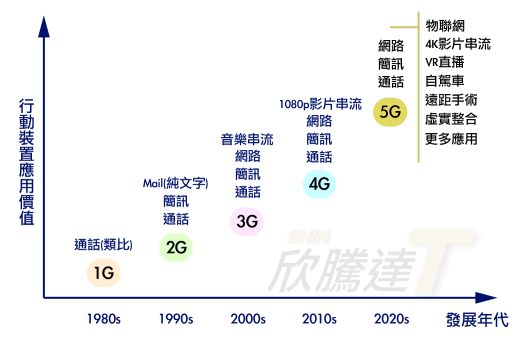 行動裝置應用價值
通話(類比)
1G
Mail(純文字)
簡訊
通話
2G
音樂串流
網路
簡訊
通話
3G
1080p影片串流
網路
簡訊
通話
4G
網路
簡訊
通話
5G
物聯網
4K影片串流
VR直播
自駕車
遠距手術
虛實整合
更多應用
SHIN
欣騰達T
1980s
1990s
2000s
2010s
2020s
發展年代